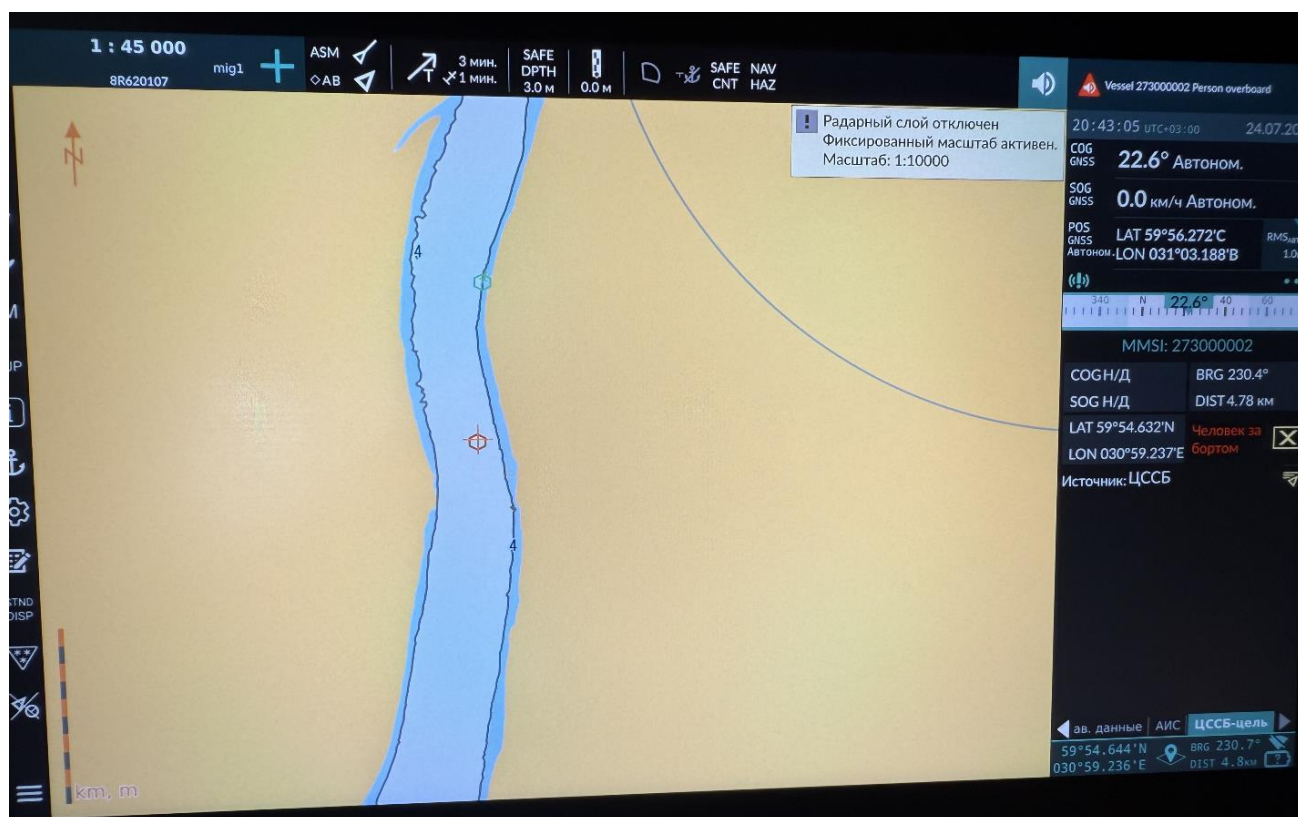 1 : 45 000
8R620107
mig1
ASM
AB
T
3 мин.
1 мин.
SAFE
DPTH
3.0 м
0.0 м
SAFE
CNT
NAV
HAZ
Vessel 273000002 Person overboard
Радарный слой отключен
Фиксированный масштаб активен.
Масштаб: 1:10000
20:43:05 UTC+03:00 24.07.20
COG
GNSS
22.6° Автоном.
SOG
GNSS
0.0 км/ч Автоном.
POS
GNSS
Автоном.
LAT 59°56.272'С
LON 031°03.188'В
340 N 22.6° 40 60
MMSI: 273000002
COG Н/Д BRG 230.4°
SOG Н/Д DIST 4.78 км
LAT 59°54.632'N
LON 030°59.237'E
Человек за
бортом
Источник: ЦССБ
N
4
4
DISP
km, m
ав. данные АИС ЦССБ-цель
59°54.644'N
030°59.236'E
BRG 230.7°
DIST 4.8км